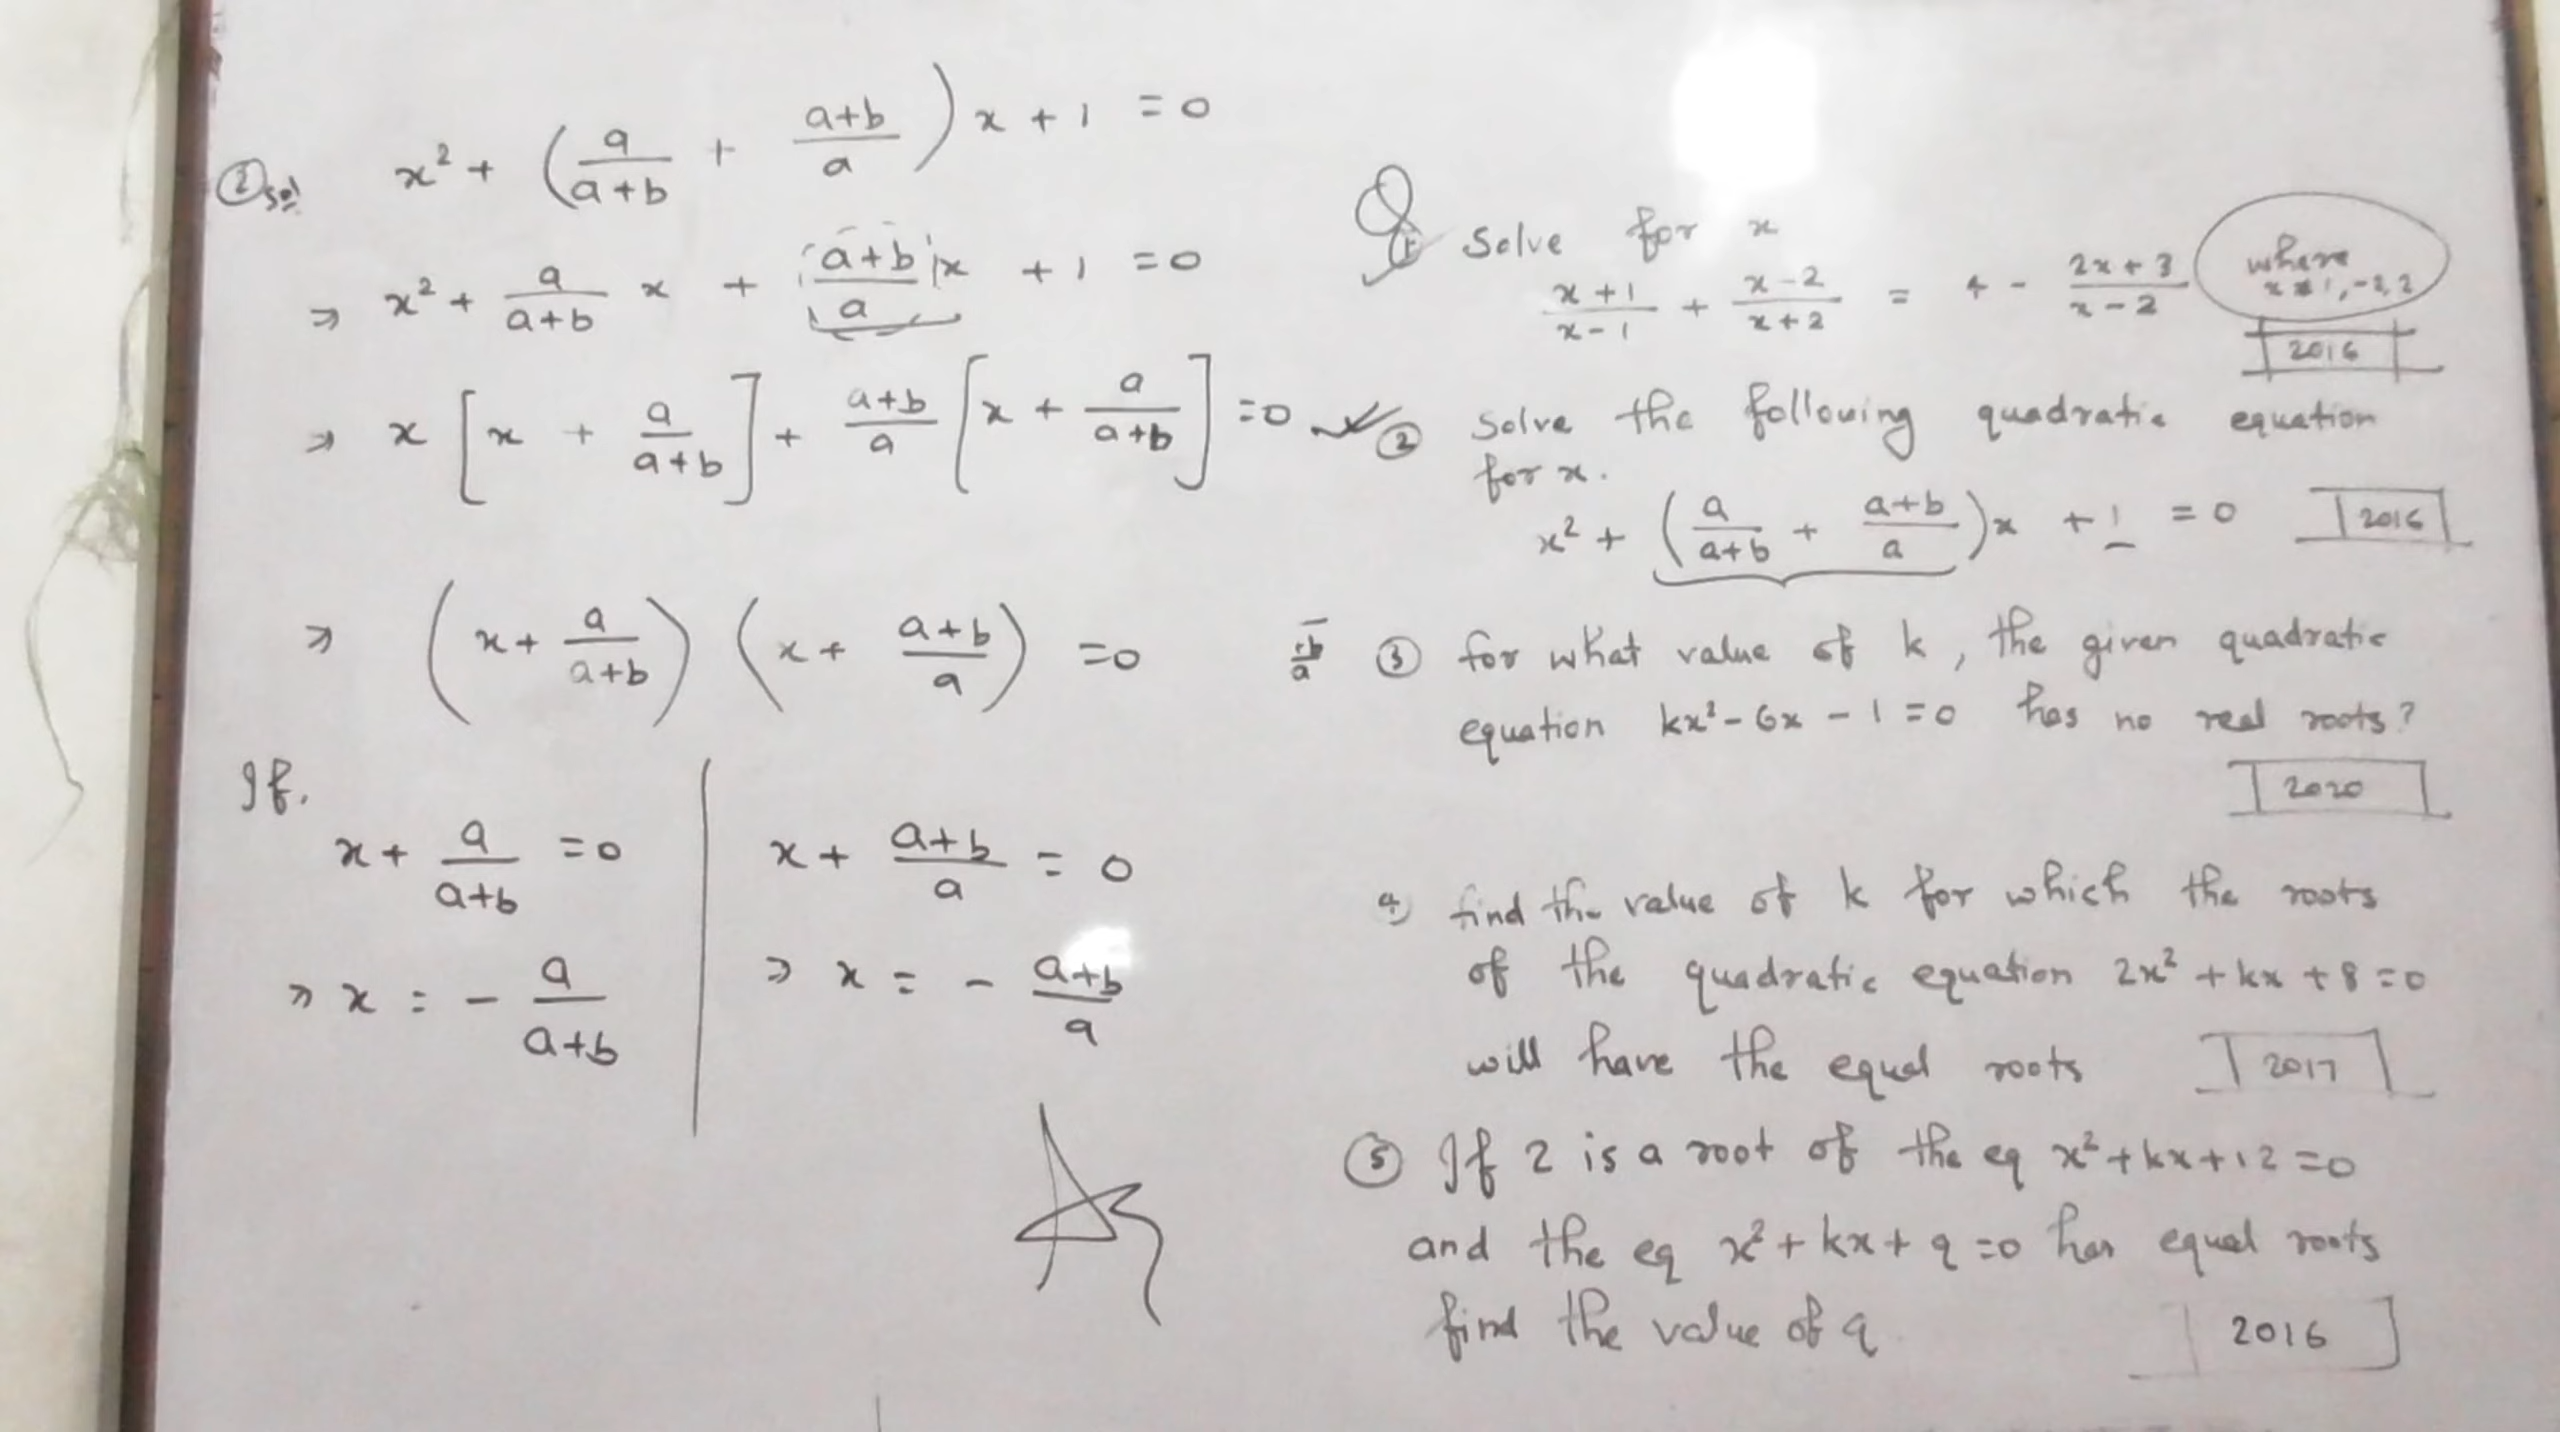 ② Sol x² + (a/(a+b) + (a+b)/a) x + 1 = 0
⇒ x² + a/(a+b) x + (a+b)/a x + 1 = 0
⇒ x [x + a/(a+b)] + (a+b)/a [x + a/(a+b)] = 0
⇒ (x + a/(a+b)) (x + (a+b)/a) = 0
If,
x + a/(a+b) = 0
⇒ x = - a/(a+b)
x + (a+b)/a = 0
⇒ x = - (a+b)/a
Q 1 Solve for x
(x+1)/(x-1) + (x-2)/(x+2) = 4 - (2x+3)/(x-2) where x ≠ 1, -2, 2
2016
② Solve the following quadratic equation
for x.
x² + (a/(a+b) + (a+b)/a) x + 1 = 0 2016
③ for what value of k, the given quadratic
equation kx² - 6x - 1 = 0 has no real roots?
2020
4) find the value of k for which the roots
of the quadratic equation 2x² + kx + 8 = 0
will have the equal roots 2017
⑤ If 2 is a root of the eq x² + kx + 12 = 0
and the eq x² + kx + q = 0 has equal roots
find the value of q
2016